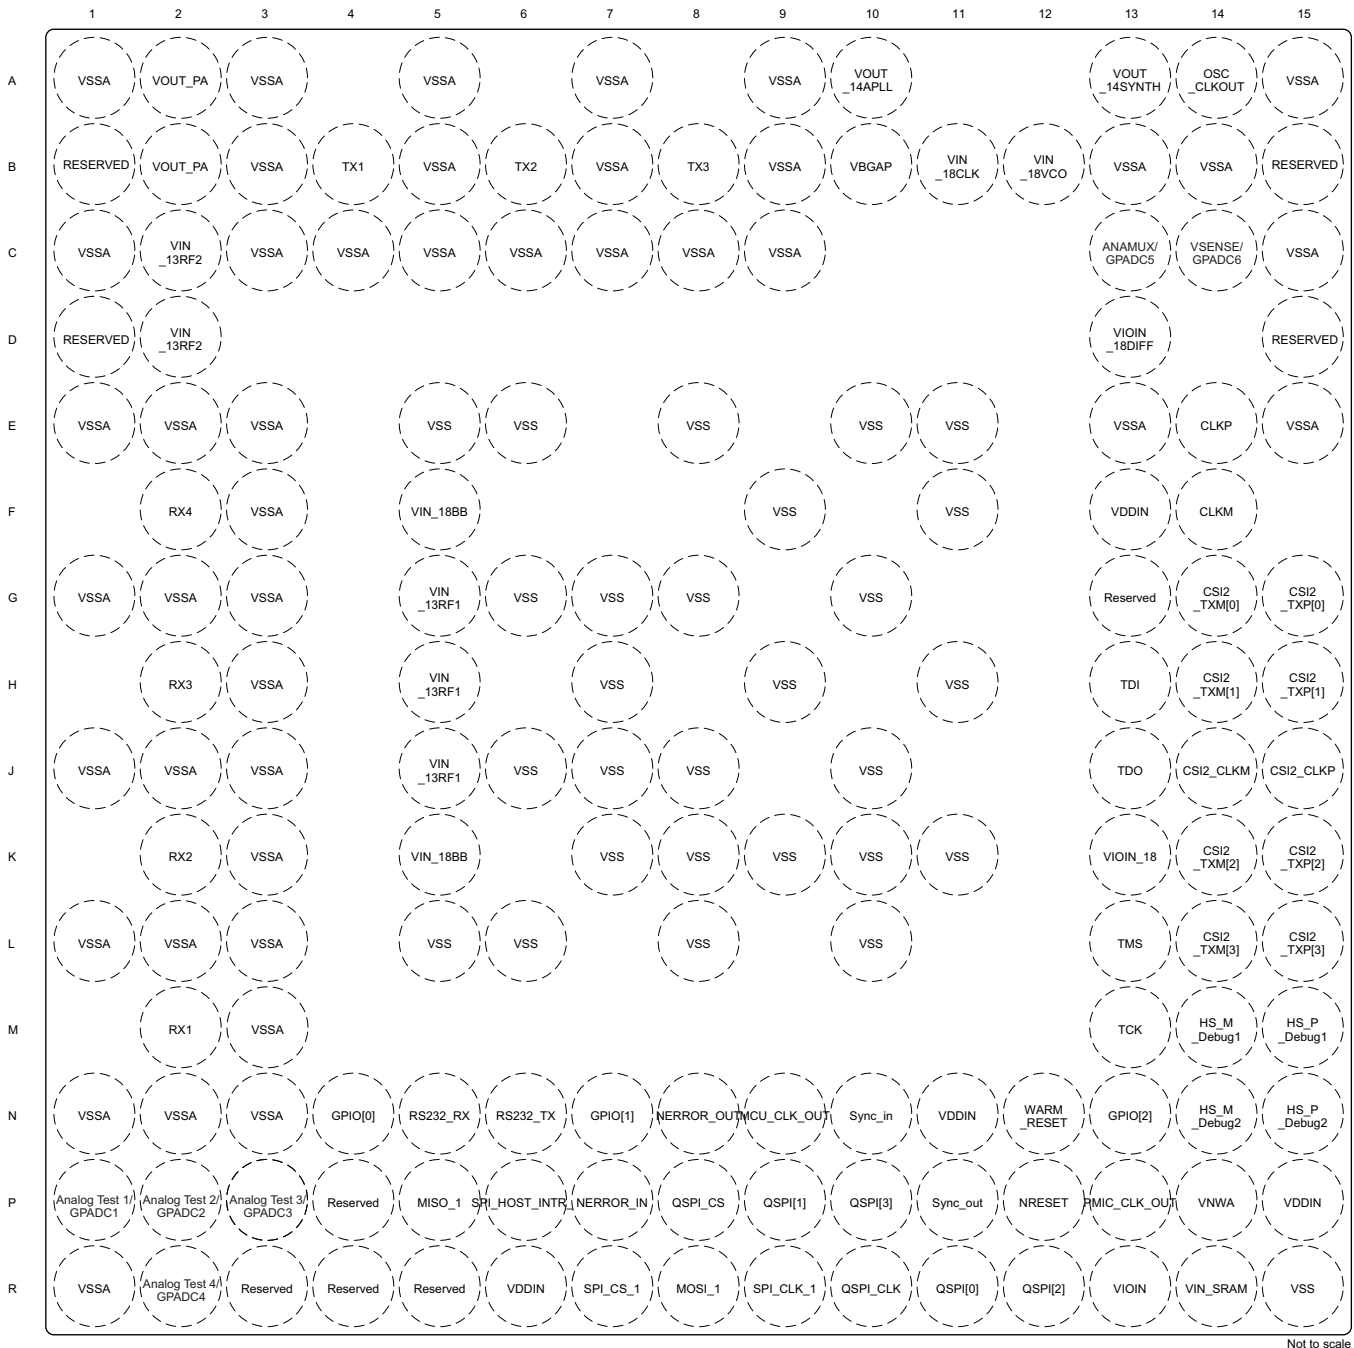 1 2 3 4 5 6 7 8 9 10 11 12 13 14 15
A VSSA VOUT_PA VSSA VSSA VSSA VSSA VOUT _14APLL VOUT _14SYNTH OSC _CLKOUT VSSA
B RESERVED VOUT_PA VSSA TX1 VSSA TX2 VSSA TX3 VSSA VBGAP VIN _18CLK VIN _18VCO VSSA VSSA RESERVED
C VSSA VIN _13RF2 VSSA VSSA VSSA VSSA VSSA VSSA VSSA ANAMUX/ GPADC5 VSENSE/ GPADC6 VSSA
D RESERVED VIN _13RF2 VIOIN _18DIFF RESERVED
E VSSA VSSA VSSA VSS VSS VSS VSS VSS VSSA CLKP VSSA
F RX4 VSSA VIN_18BB VSS VSS VDDIN CLKM
G VSSA VSSA VSSA VIN _13RF1 VSS VSS VSS VSS Reserved CSI2 _TXM[0] CSI2 _TXP[0]
H RX3 VSSA VIN _13RF1 VSS VSS VSS TDI CSI2 _TXM[1] CSI2 _TXP[1]
J VSSA VSSA VSSA VIN _13RF1 VSS VSS VSS VSS TDO CSI2_CLKM CSI2_CLKP
K RX2 VSSA VIN_18BB VSS VSS VSS VSS VSS VIOIN_18 CSI2 _TXM[2] CSI2 _TXP[2]
L VSSA VSSA VSSA VSS VSS VSS VSS TMS CSI2 _TXM[3] CSI2 _TXP[3]
M RX1 VSSA TCK HS_M _Debug1 HS_P _Debug1
N VSSA VSSA VSSA GPIO[0] RS232_RX RS232_TX GPIO[1] NERROR_OUT MCU_CLK_OUT Sync_in VDDIN WARM _RESET GPIO[2] HS_M _Debug2 HS_P _Debug2
P Analog Test 1/ GPADC1 Analog Test 2/ GPADC2 Analog Test 3/ GPADC3 Reserved MISO_1 SPI_HOST_INTR_ NERROR_IN QSPI_CS QSPI[1] QSPI[3] Sync_out NRESET PMIC_CLK_OUT VNWA VDDIN
R VSSA Analog Test 4/ GPADC4 Reserved Reserved Reserved VDDIN SPI_CS_1 MOSI_1 SPI_CLK_1 QSPI_CLK QSPI[0] QSPI[2] VIOIN VIN_SRAM VSS
Not to scale